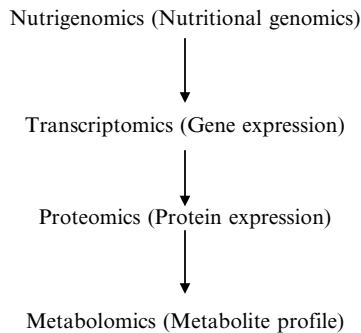 Nutrigenomics (Nutritional genomics)
Transcriptomics (Gene expression)
Proteomics (Protein expression)
Metabolomics (Metabolite profile)